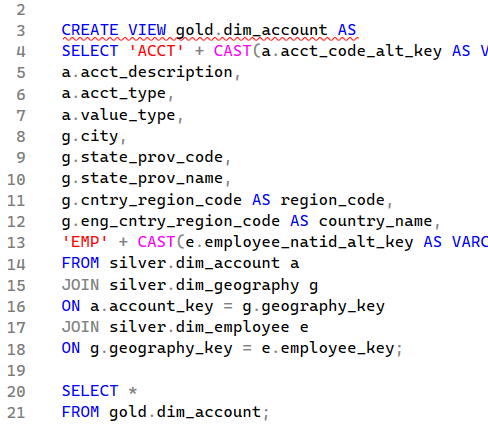 2
3 CREATE VIEW gold.dim_account AS
4 SELECT 'ACCT' + CAST(a.acct_code_alt_key AS V
5 a.acct_description,
6 a.acct_type,
7 a.value_type,
8 g.city,
9 g.state_prov_code,
10 g.state_prov_name,
11 g.cntry_region_code AS region_code,
12 g.eng_cntry_region_code AS country_name,
13 'EMP' + CAST(e.employee_natid_alt_key AS VARC
14 FROM silver.dim_account a
15 JOIN silver.dim_geography g
16 ON a.account_key = g.geography_key
17 JOIN silver.dim_employee e
18 ON g.geography_key = e.employee_key;
19
20 SELECT *
21 FROM gold.dim_account;